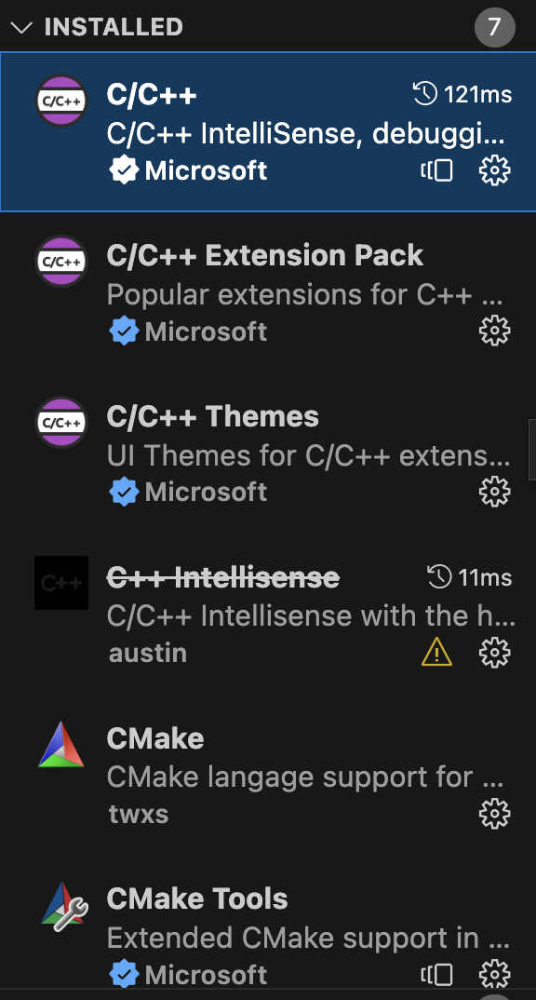 INSTALLED 7
C/C++ C/C++ 121ms
C/C++ IntelliSense, debuggi...
Microsoft
C/C++ C/C++ Extension Pack
Popular extensions for C++ ...
Microsoft
C/C++ C/C++ Themes
UI Themes for C/C++ extens...
Microsoft
C++ C++ Intellisense 11ms
C/C++ Intellisense with the h...
austin
CMake
CMake langage support for ...
twxs
CMake Tools
Extended CMake support in ...
Microsoft